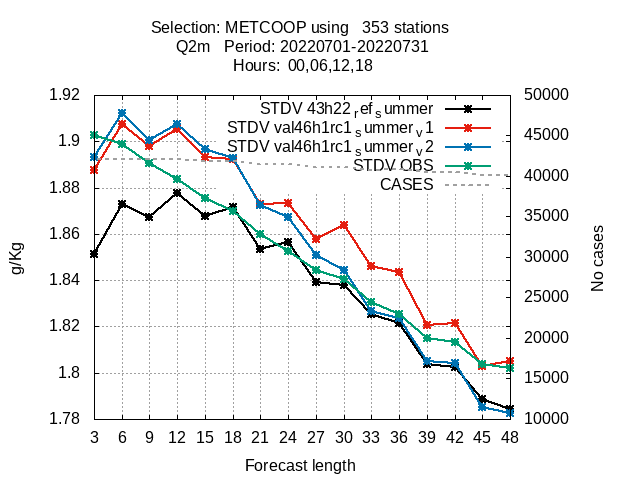 Selection: METCOOP using   353 stations
Q2m   Period: 20220701-20220731
Hours:  00,06,12,18
STDV 43h22ᵣefₛummer
STDV val46h1rc1ₛummerᵥ1
STDV val46h1rc1ₛummerᵥ2
STDV OBS
CASES
1.92
1.9
1.88
1.86
1.84
1.82
1.8
1.78
50000
45000
40000
35000
30000
25000
20000
15000
10000
g/Kg
No cases
3 6 9 12 15 18 21 24 27 30 33 36 39 42 45 48
Forecast length